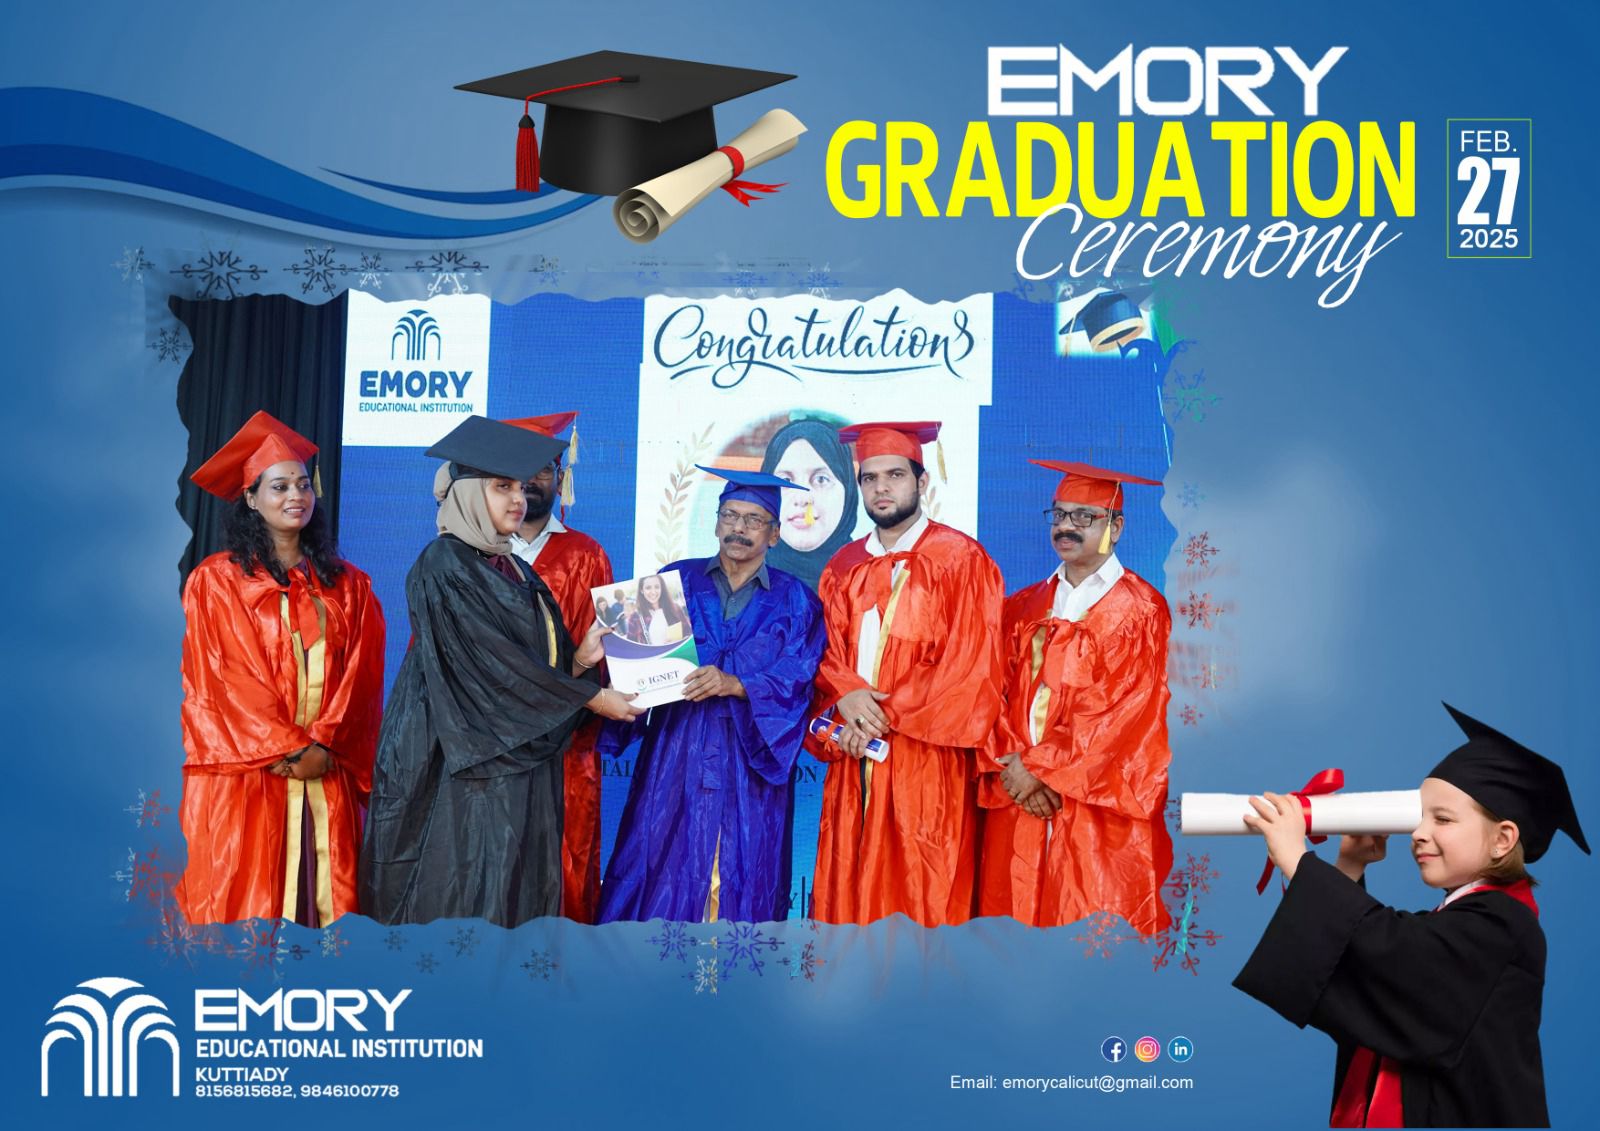 EMORY
GRADUATION
Ceremony
FEB.
27
2025
EMORY
EDUCATIONAL INSTITUTION
Congratulations
IGNET
EMORY
EDUCATIONAL INSTITUTION
KUTTIADY
8156815682, 9846100778
Email: emorycalicut@gmail.com